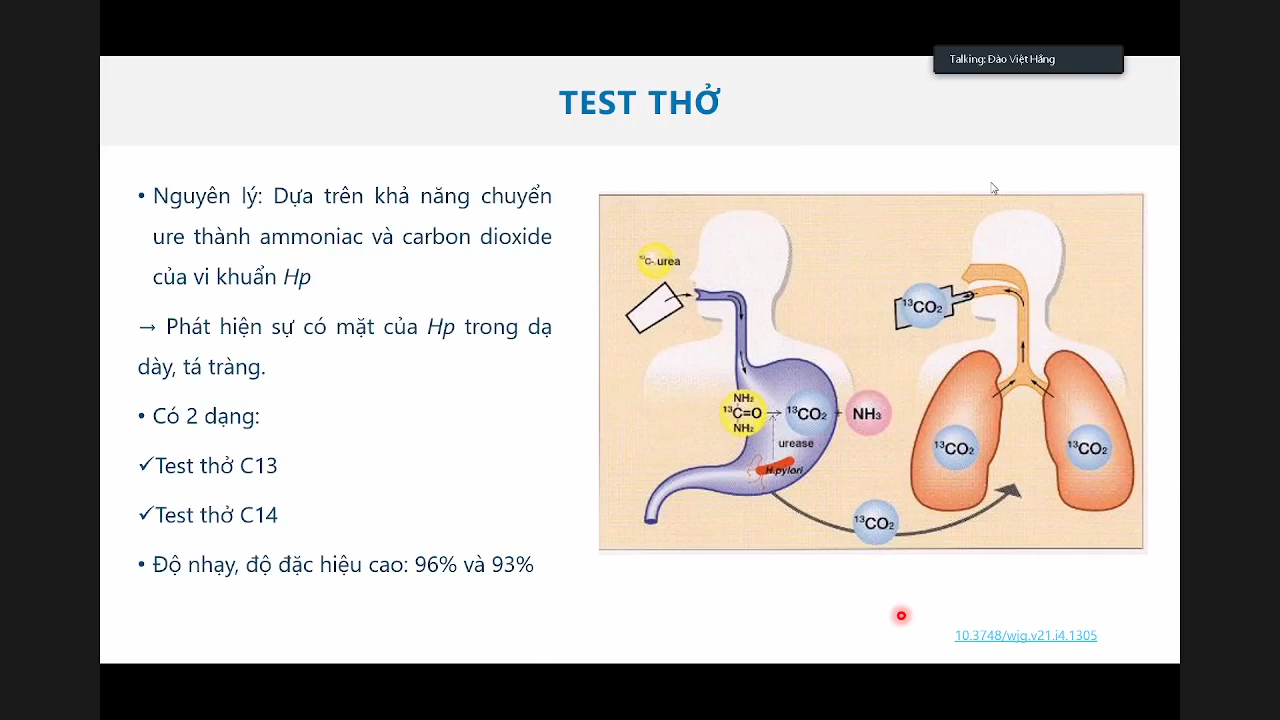 Talking: Đào Việt Hằng
TEST THỞ
• Nguyên lý: Dựa trên khả năng chuyển
ure thành ammoniac và carbon dioxide
của vi khuẩn Hp
→ Phát hiện sự có mặt của Hp trong dạ
dày, tá tràng.
• Có 2 dạng:
✓Test thở C13
✓Test thở C14
• Độ nhạy, độ đặc hiệu cao: 96% và 93%
¹³C-urea
¹³CO₂
NH₂
¹³C=O → ¹³CO₂ + NH₃
NH₂
urease
H.pylori
¹³CO₂
¹³CO₂
¹³CO₂
10.3748/wjg.v21.i4.1305